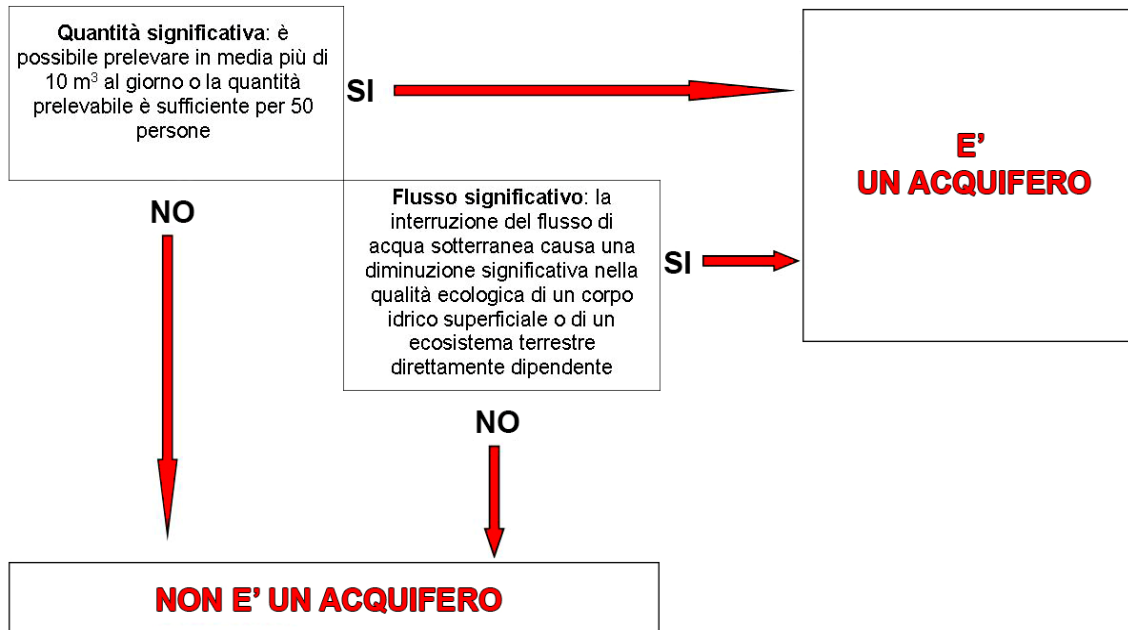 Quantità significativa: è
possibile prelevare in media più di
10 m³ al giorno o la quantità
prelevabile è sufficiente per 50
persone
SI
E'
UN ACQUIFERO
NO
Flusso significativo: la
interruzione del flusso di
acqua sotterranea causa una
diminuzione significativa nella
qualità ecologica di un corpo
idrico superficiale o di un
ecosistema terrestre
direttamente dipendente
SI
NO
NON E' UN ACQUIFERO